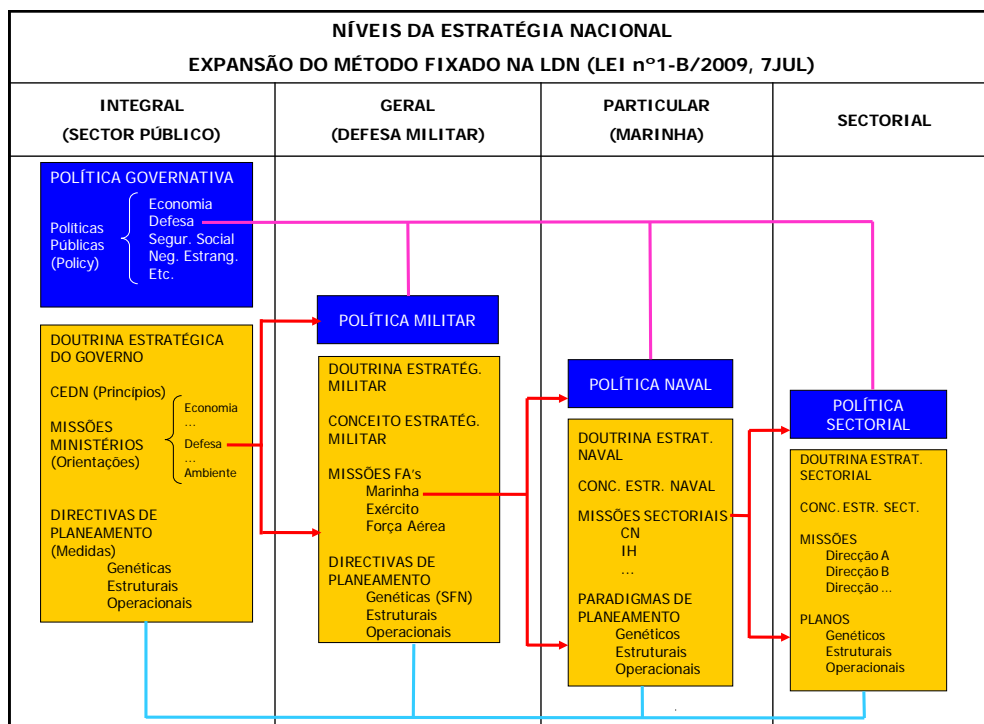 NÍVEIS DA ESTRATÉGIA NACIONAL
EXPANSÃO DO MÉTODO FIXADO NA LDN (LEI nº1-B/2009, 7JUL)
INTEGRAL
(SECTOR PÚBLICO)
GERAL
(DEFESA MILITAR)
PARTICULAR
(MARINHA)
SECTORIAL
POLÍTICA GOVERNATIVA
Políticas
Públicas
(Policy)
Economia
Defesa
Segur. Social
Neg. Estrang.
Etc.
DOUTRINA ESTRATÉGICA
DO GOVERNO
CEDN (Princípios)
MISSÕES
MINISTÉRIOS
(Orientações)
Economia
...
Defesa
...
Ambiente
DIRECTIVAS DE
PLANEAMENTO
(Medidas)
Genéticas
Estruturais
Operacionais
POLÍTICA MILITAR
DOUTRINA ESTRATÉG.
MILITAR
CONCEITO ESTRATÉG.
MILITAR
MISSÕES FA's
Marinha
Exército
Força Aérea
DIRECTIVAS DE
PLANEAMENTO
Genéticas (SFN)
Estruturais
Operacionais
POLÍTICA NAVAL
DOUTRINA ESTRAT.
NAVAL
CONC. ESTR. NAVAL
MISSÕES SECTORIAIS
CN
IH
...
PARADIGMAS DE
PLANEAMENTO
Genéticos
Estruturais
Operacionais
POLÍTICA
SECTORIAL
DOUTRINA ESTRAT.
SECTORIAL
CONC. ESTR. SECT.
MISSÕES
Direcção A
Direcção B
Direcção ...
PLANOS
Genéticos
Estruturais
Operacionais